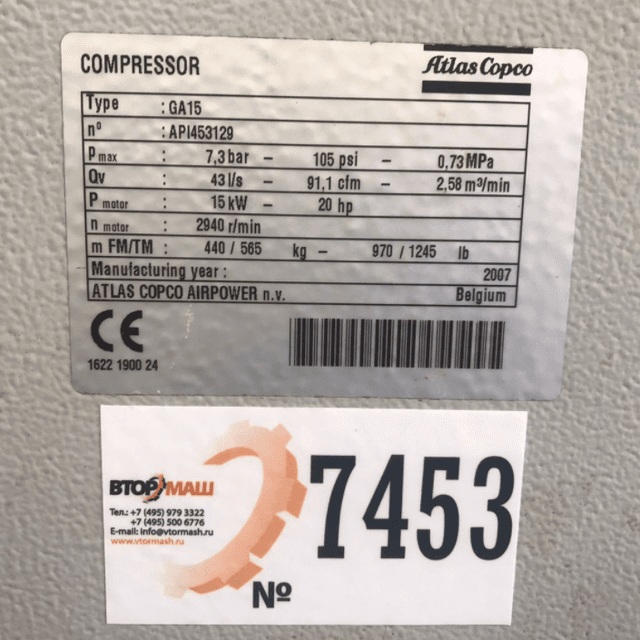 COMPRESSOR
Atlas Copco
Type : GA15
nº : API453129
Pmax : 7,3 bar – 105 psi – 0,73 MPa
Qv : 43 l/s – 91,1 cfm – 2,58 m³/min
P motor : 15 kW – 20 hp
n motor : 2940 r/min
m FM/TM : 440 / 565 kg – 970 / 1245 lb
Manufacturing year : 2007
ATLAS COPCO AIRPOWER n.v. Belgium
CE
1622 1900 24
ВТОРМАШ
Тел.: +7 (495) 979 3322
+7 (495) 500 6776
E-mail: info@vtormash.ru
www.vtormash.ru
№ 7453